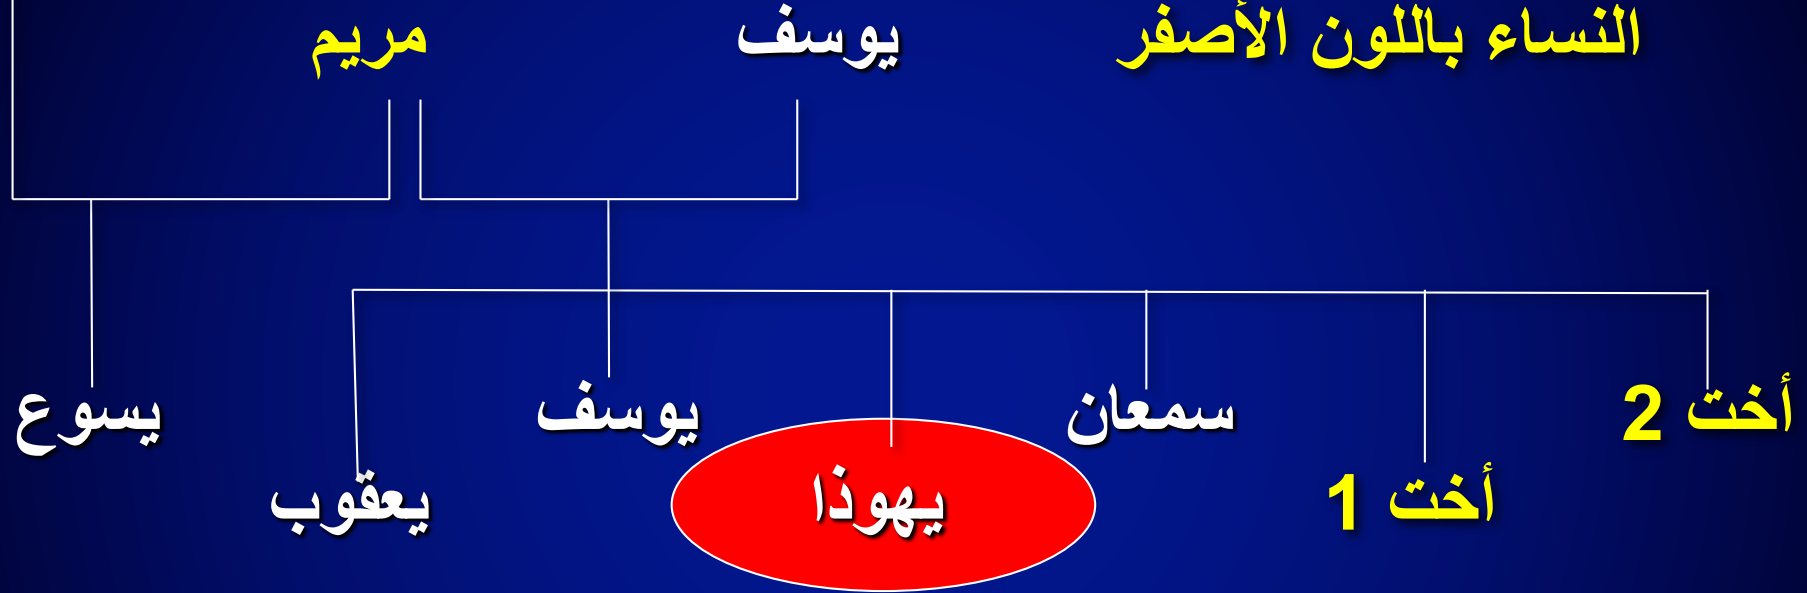 النساء باللون الأصفر
يوسف
مريم
أخت 2
سمعان
يوسف
يسوع
أخت 1
يهوذا
يعقوب